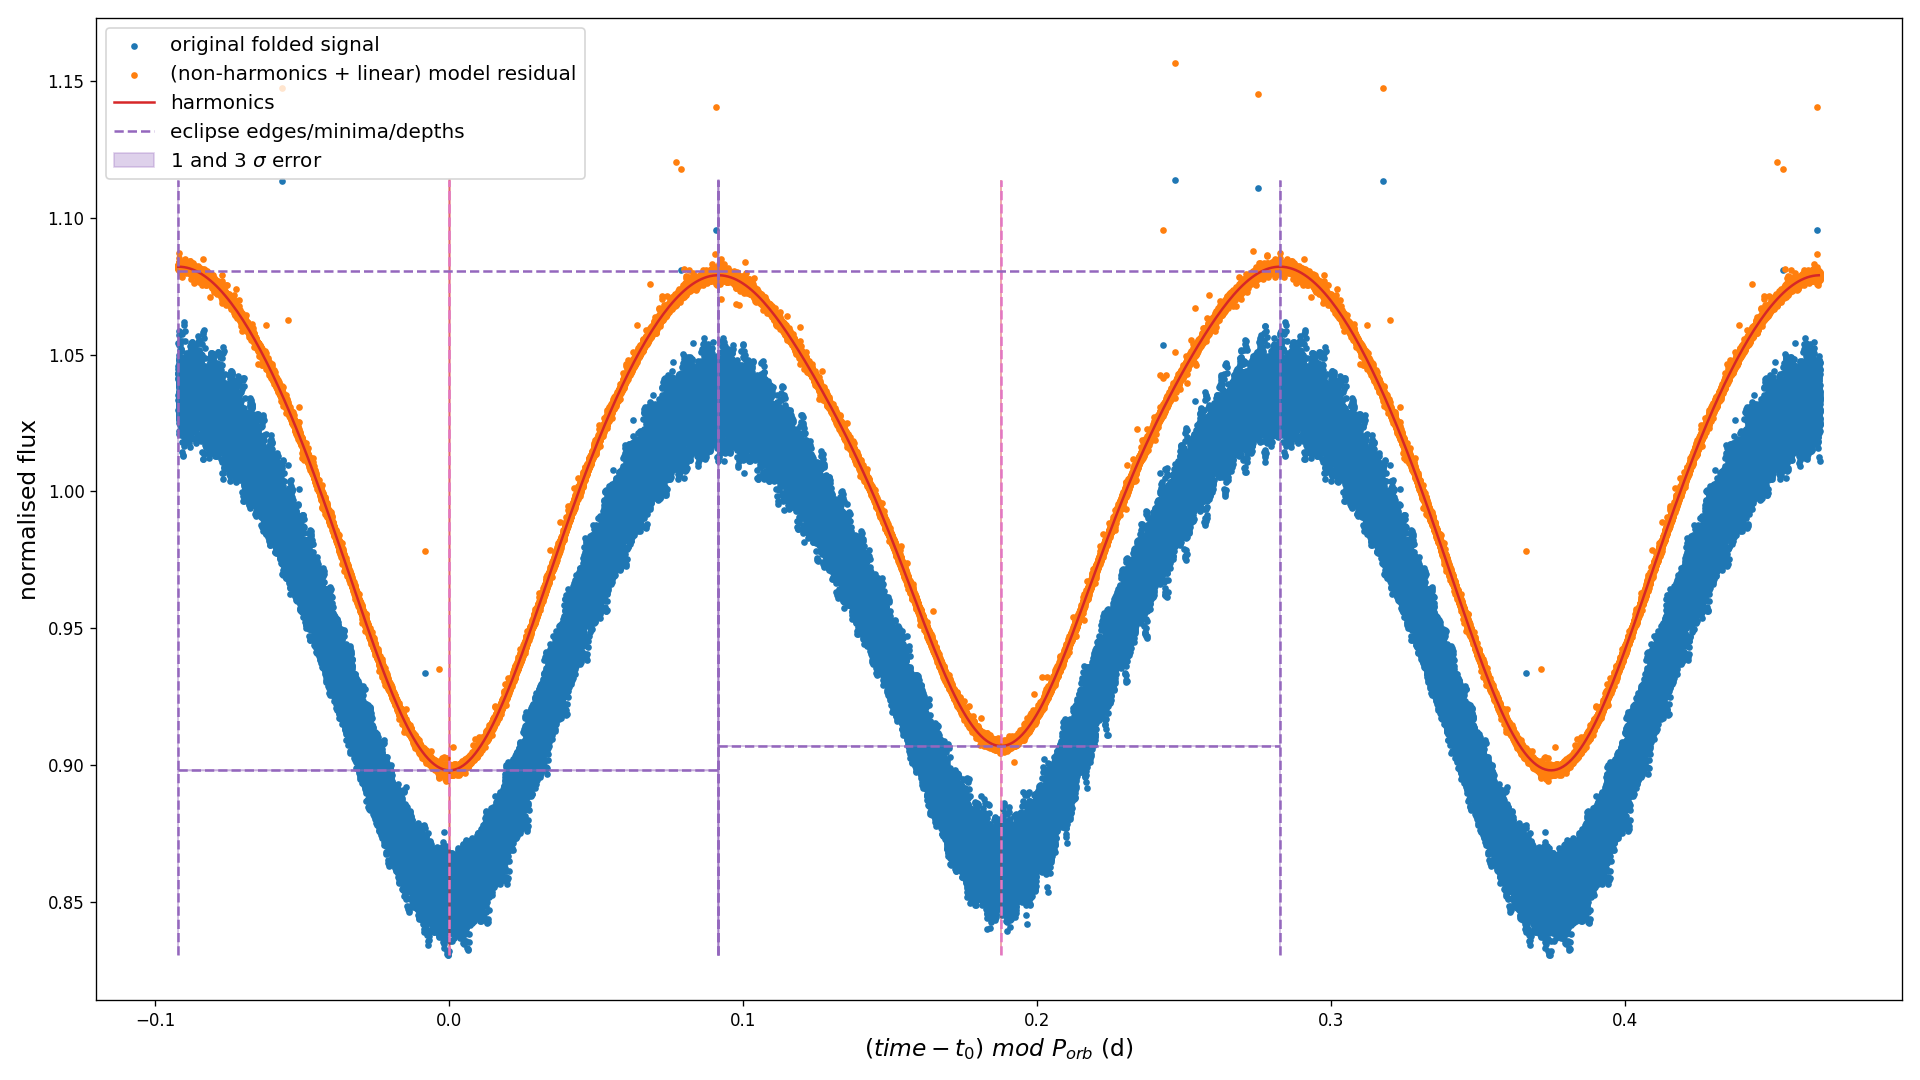 original folded signal
(non-harmonics + linear) model residual
harmonics
eclipse edges/minima/depths
1 and 3 σ error
normalised flux
1.15
1.10
1.05
1.00
0.95
0.90
0.85
−0.1
0.0
0.1
0.2
0.3
0.4
(time − t₀) mod Pₒᵣb (d)